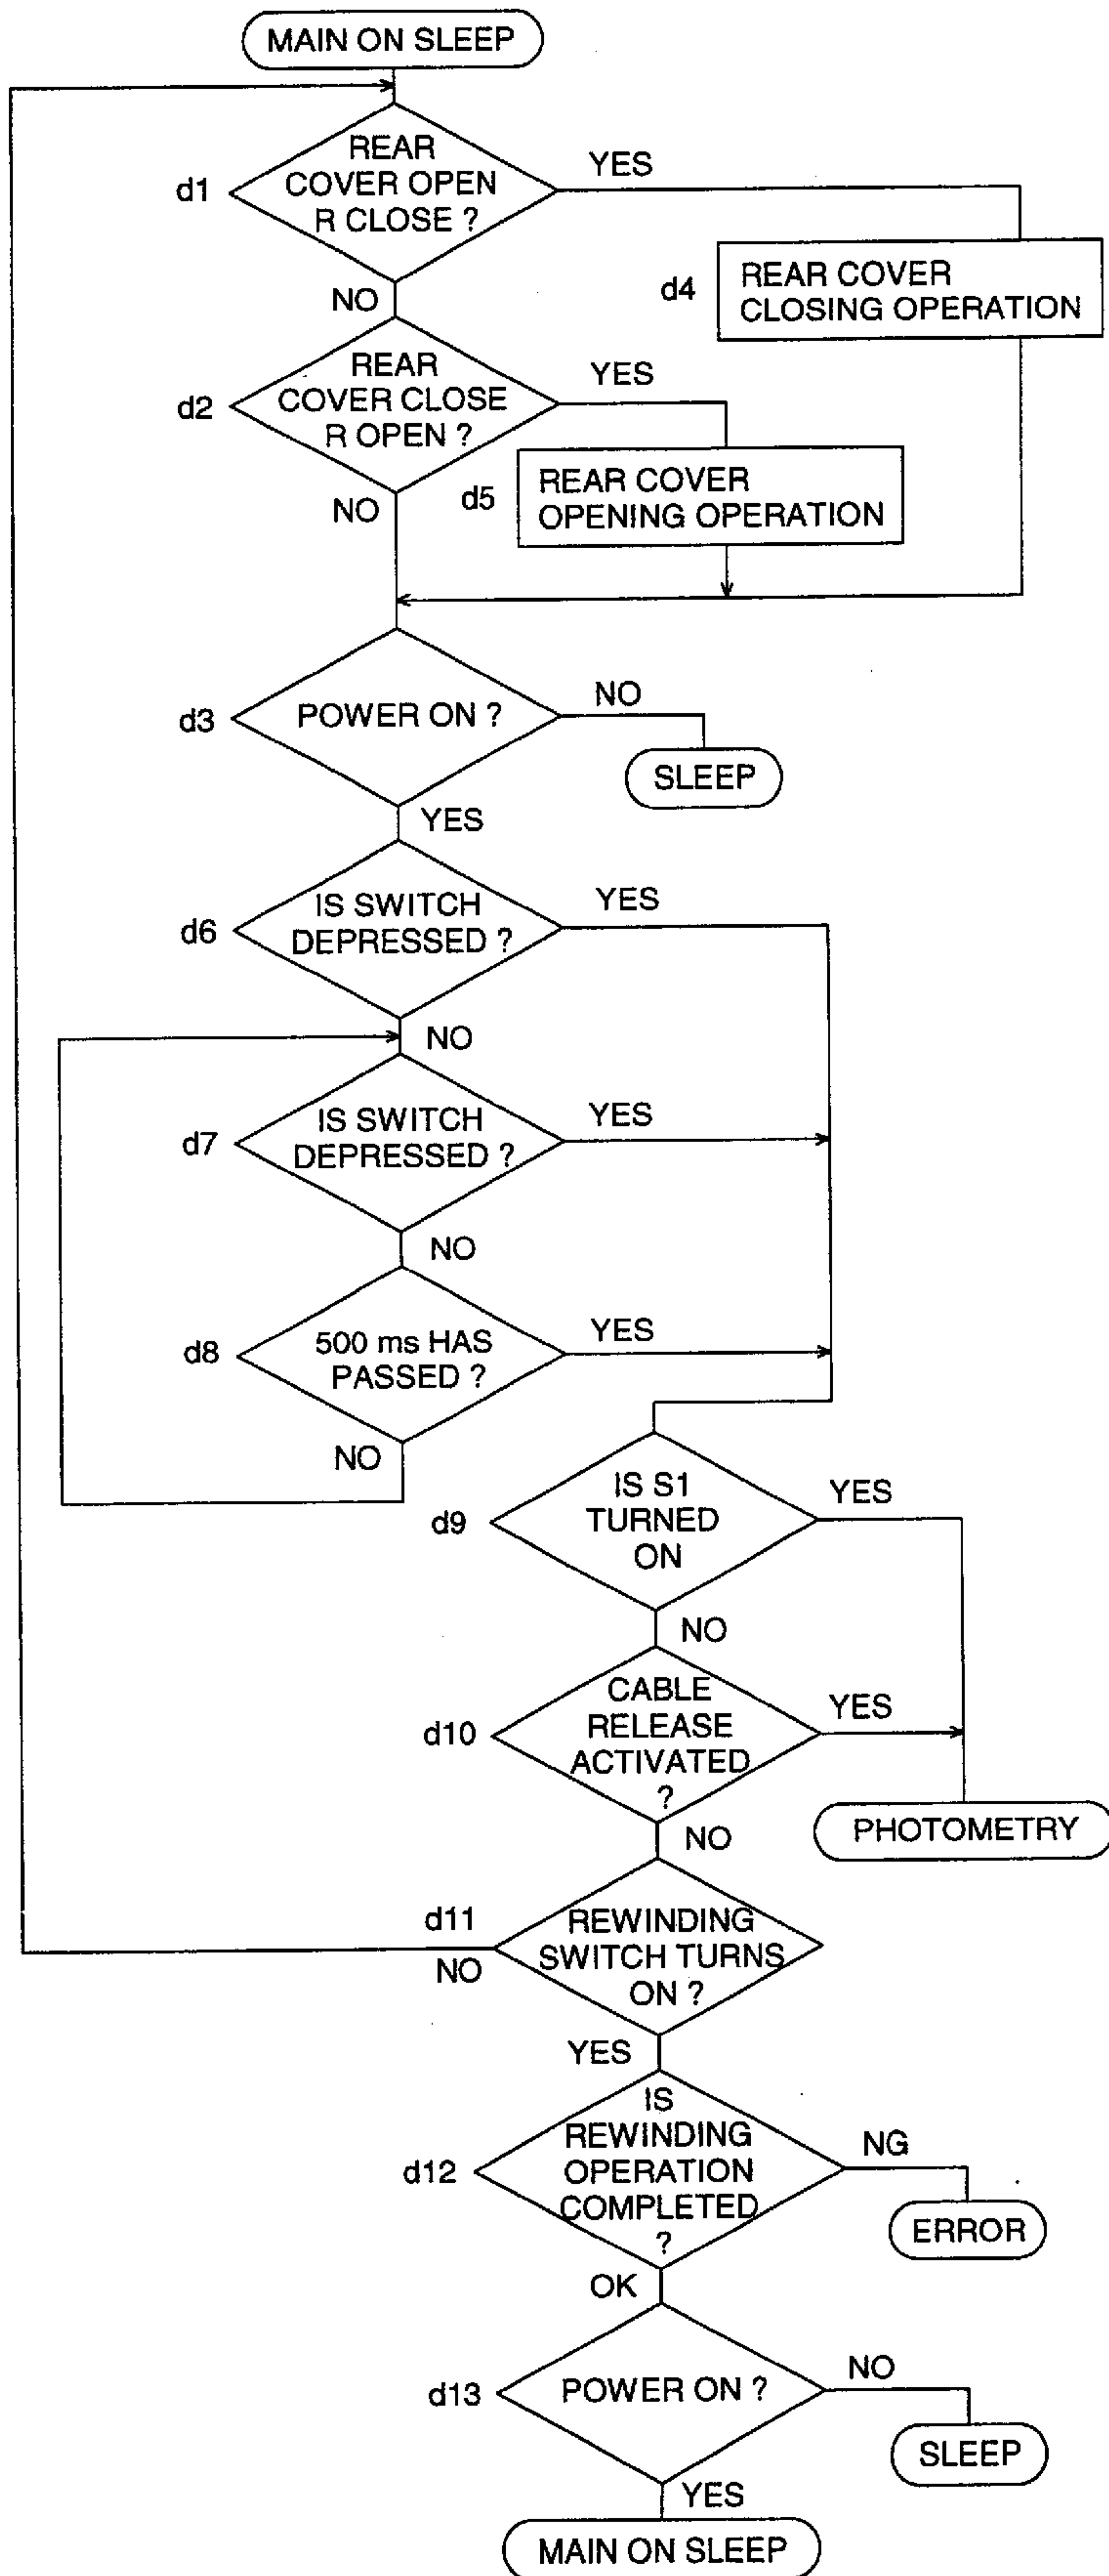 MAIN ON SLEEP
d1
REAR
COVER OPEN
R CLOSE ?
YES
NO
d4
REAR COVER
CLOSING OPERATION
d2
REAR
COVER CLOSE
R OPEN ?
YES
NO
d5
REAR COVER
OPENING OPERATION
d3
POWER ON ?
NO
SLEEP
YES
d6
IS SWITCH
DEPRESSED ?
YES
NO
d7
IS SWITCH
DEPRESSED ?
YES
NO
d8
500 ms HAS
PASSED ?
YES
NO
d9
IS S1
TURNED
ON
YES
NO
d10
CABLE
RELEASE
ACTIVATED
?
YES
PHOTOMETRY
NO
d11
REWINDING
SWITCH TURNS
ON ?
NO
YES
d12
IS
REWINDING
OPERATION
COMPLETED
?
NG
ERROR
OK
d13
POWER ON ?
NO
SLEEP
YES
MAIN ON SLEEP